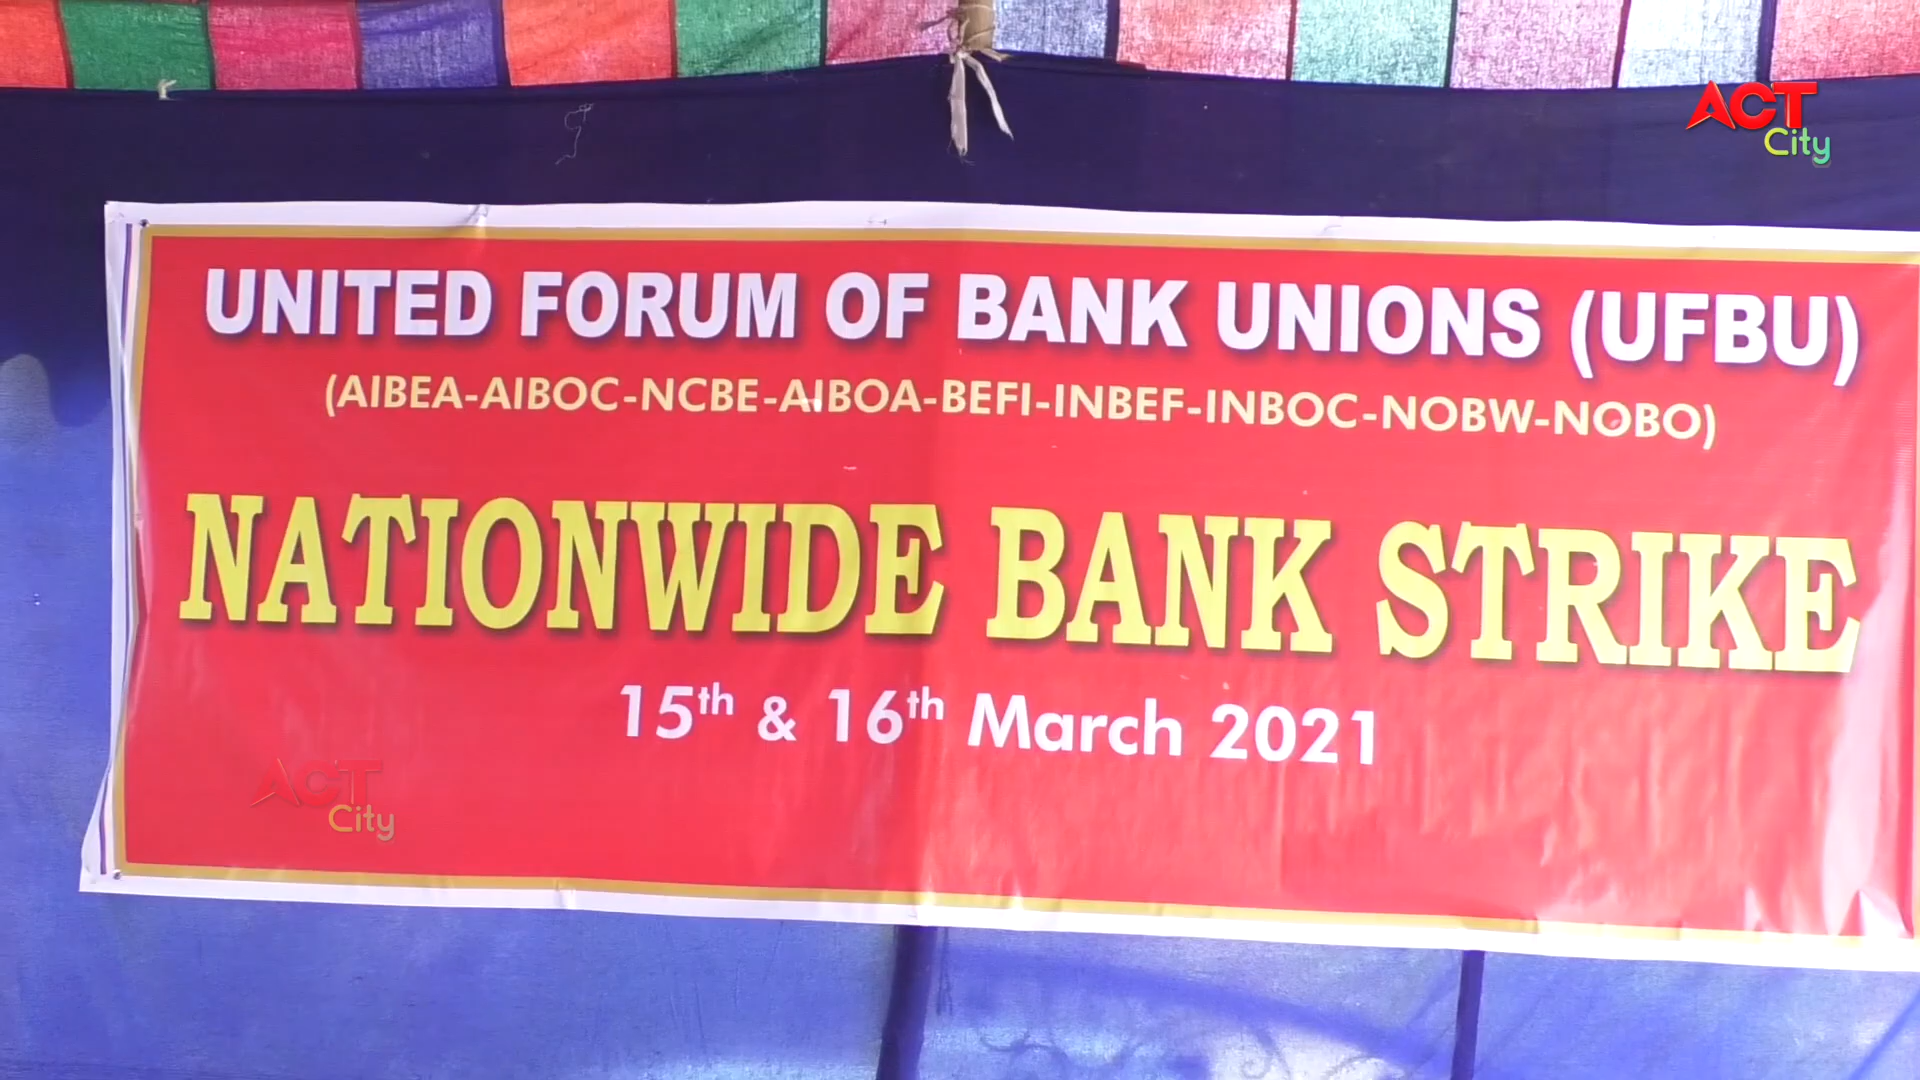 ACT
City
UNITED FORUM OF BANK UNIONS (UFBU)
(AIBEA-AIBOC-NCBE-AIBOA-BEFI-INBEF-INBOC-NOBW-NOBO)
NATIONWIDE BANK STRIKE
15th & 16th March 2021
ACT
City